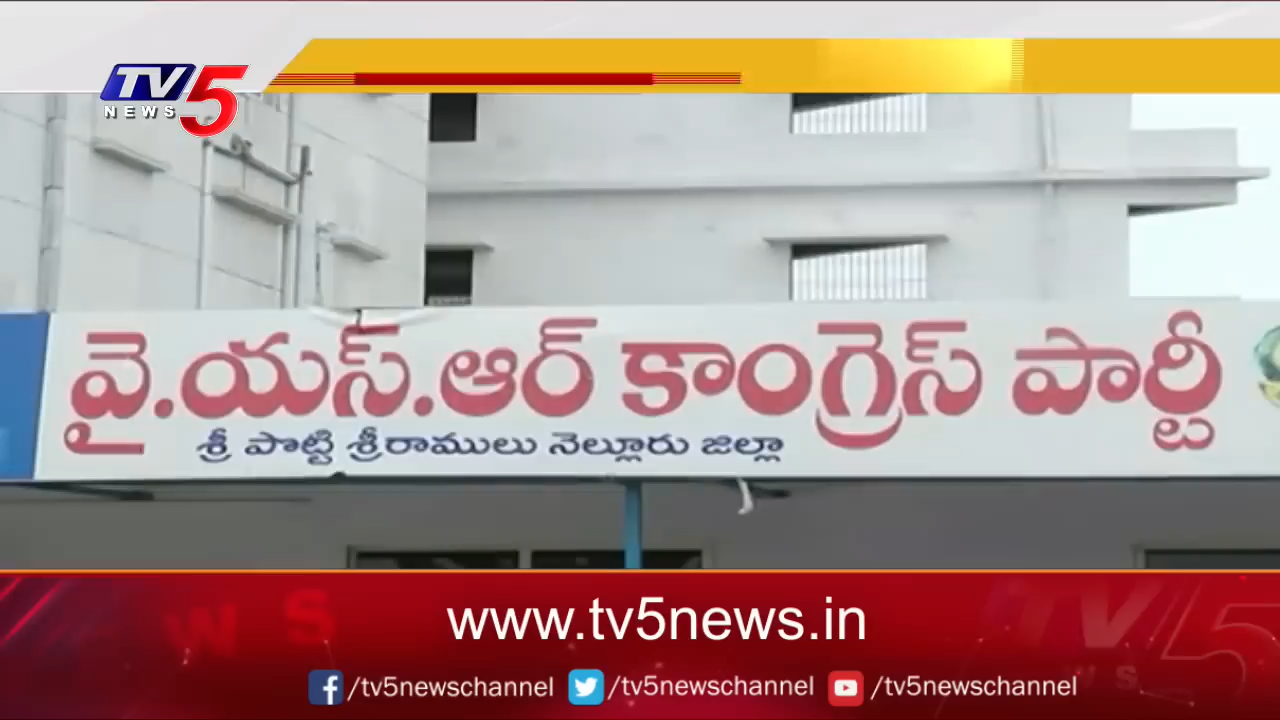 TV5
NEWS
వై.యస్.ఆర్ కాంగ్రెస్ పార్టీ
శ్రీ పొట్టి శ్రీరాములు నెల్లూరు జిల్లా
www.tv5news.in
/tv5newschannel /tv5newschannel /tv5newschannel